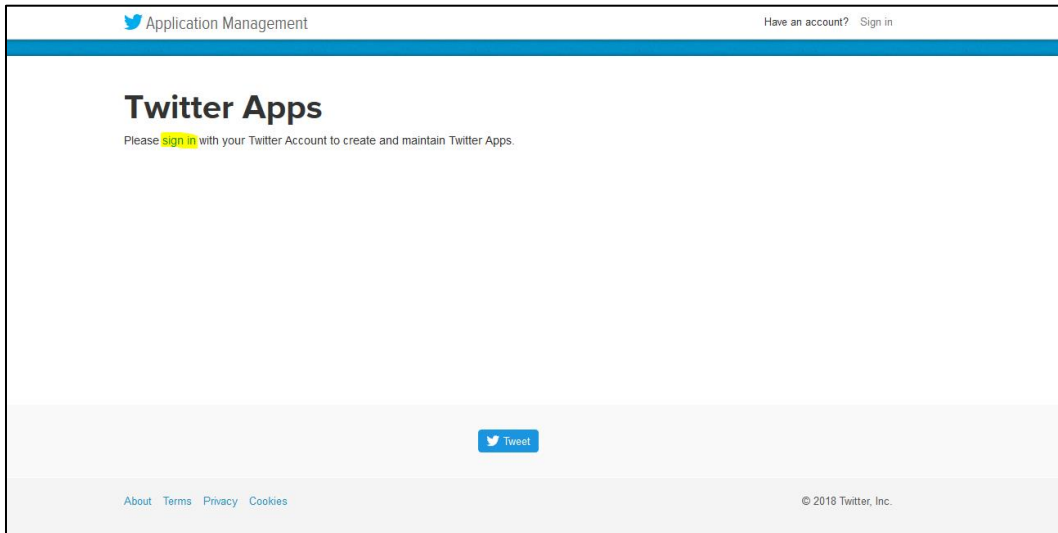 Application Management
Have an account? Sign in
Twitter Apps
Please sign in with your Twitter Account to create and maintain Twitter Apps.
Tweet
About Terms Privacy Cookies
© 2018 Twitter, Inc.